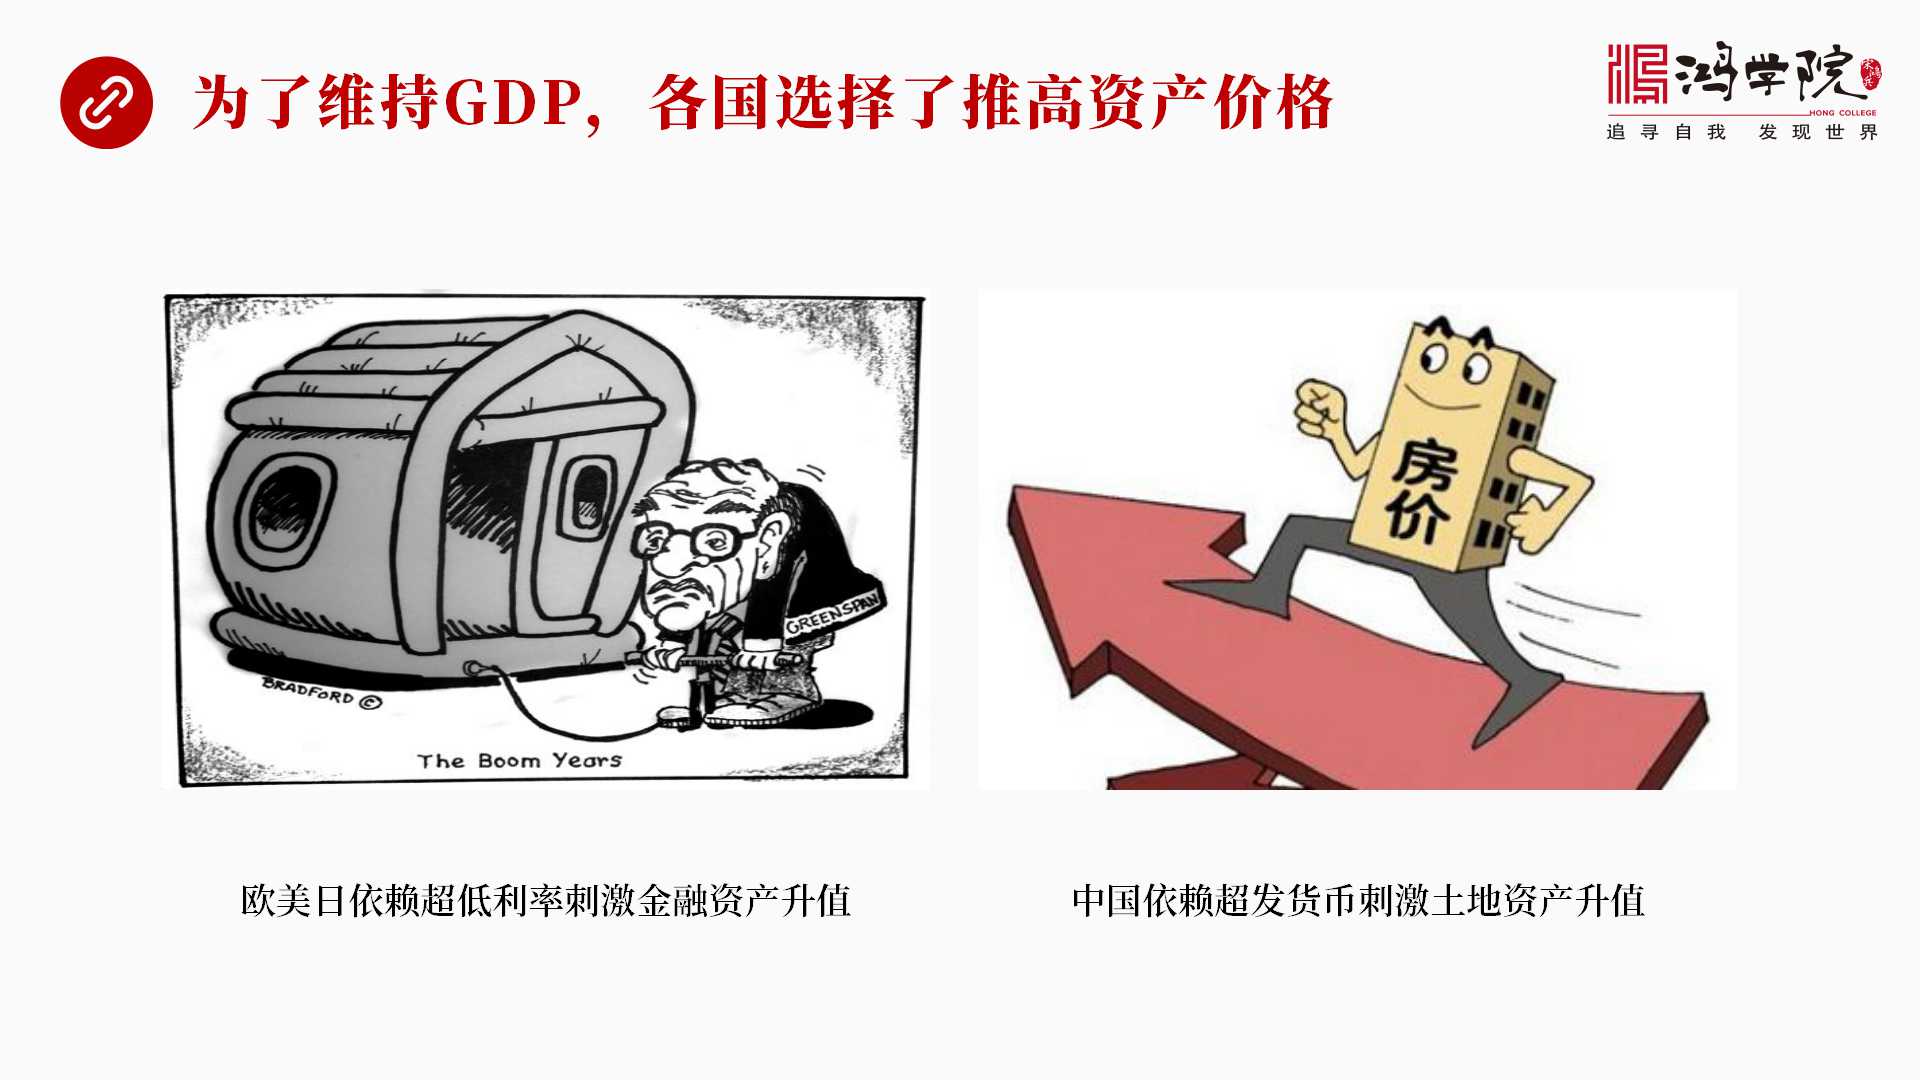 为了维持GDP，各国选择了推高资产价格
鸿学院
宋鸿兵
HONG COLLEGE
追寻自我 发现世界
GREENSPAN
BRADFORD ©
The Boom Years
房价
欧美日依赖超低利率刺激金融资产升值
中国依赖超发货币刺激土地资产升值